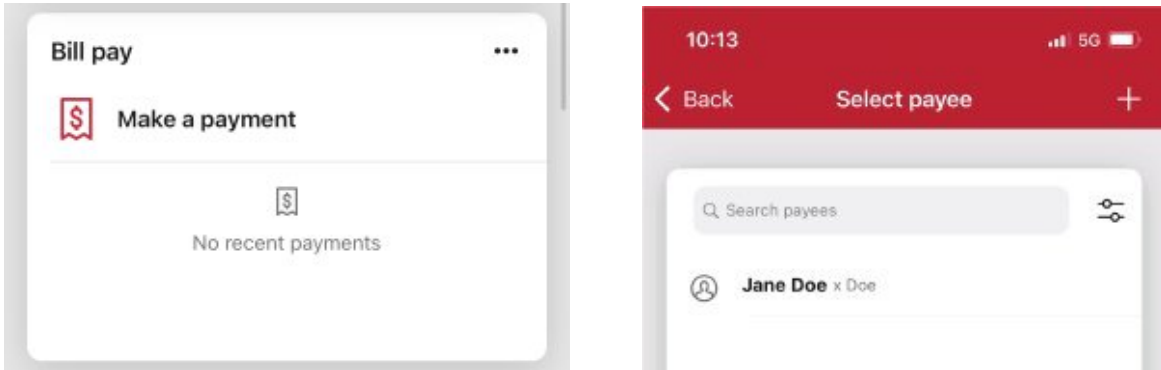 Bill pay
Make a payment
No recent payments
10:13
5G
Back
Select payee
Search payees
Jane Doe x Doe